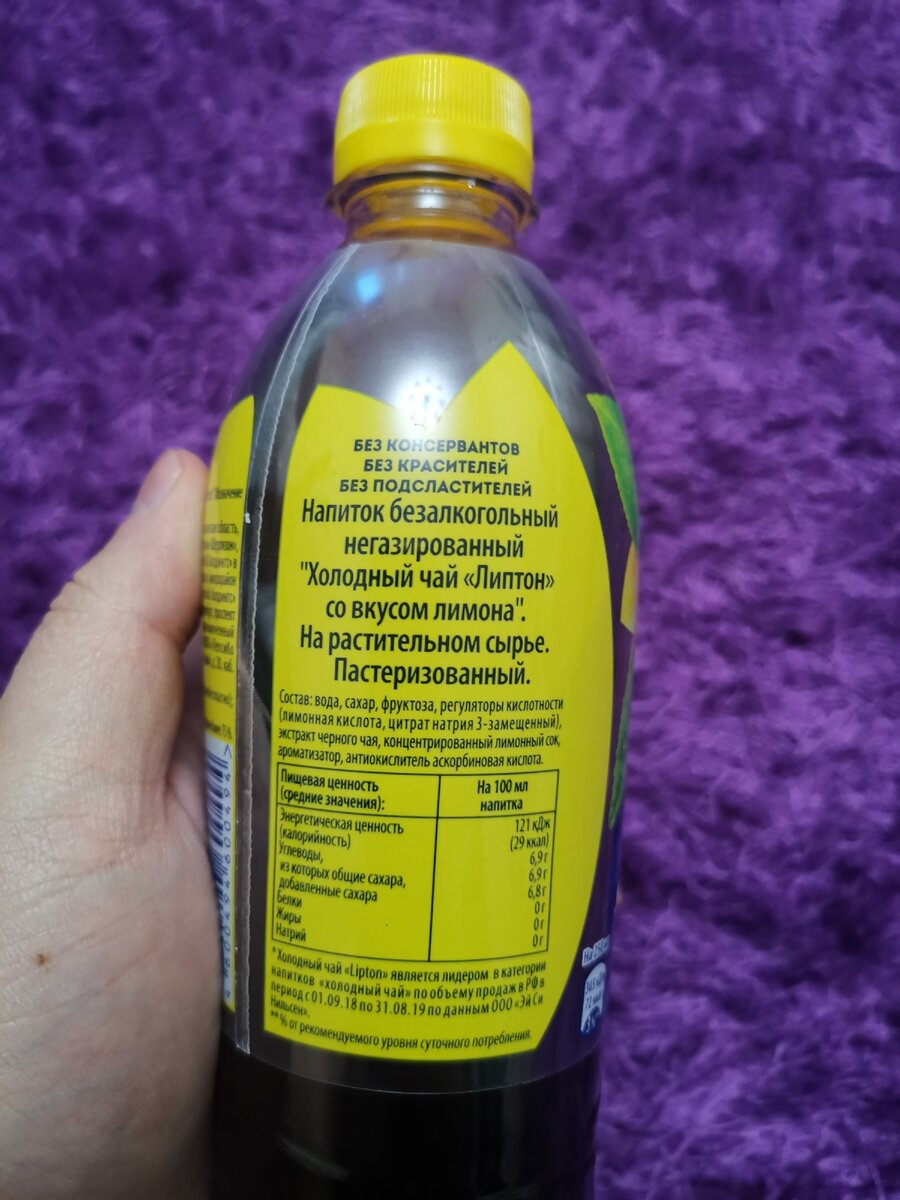 БЕЗ КОНСЕРВАНТОВ
БЕЗ КРАСИТЕЛЕЙ
БЕЗ ПОДСЛАСТИТЕЛЕЙ
Напиток безалкогольный
негазированный
"Холодный чай «Липтон»
со вкусом лимона".
На растительном сырье.
Пастеризованный.
Состав: вода, сахар, фруктоза, регуляторы кислотности
(лимонная кислота, цитрат натрия 3-замещенный),
экстракт черного чая, концентрированный лимонный сок,
ароматизатор, антиокислитель аскорбиновая кислота.
Пищевая ценность На 100 мл
(средние значения): напитка
Энергетическая ценность 121 кДж
(калорийность) (29 ккал)
Углеводы, 6,9 г
из которых общие сахара, 6,9 г
добавленные сахара 6,8 г
Белки 0 г
Жиры 0 г
Натрий 0 г
* Холодный чай «Lipton» является лидером в категории
напитков «холодный чай» по объему продаж в РФ в
период с 01.09.18 по 31.08.19 по данным ООО «Эй Си
Нильсен».
** % от рекомендуемого уровня суточного потребления.